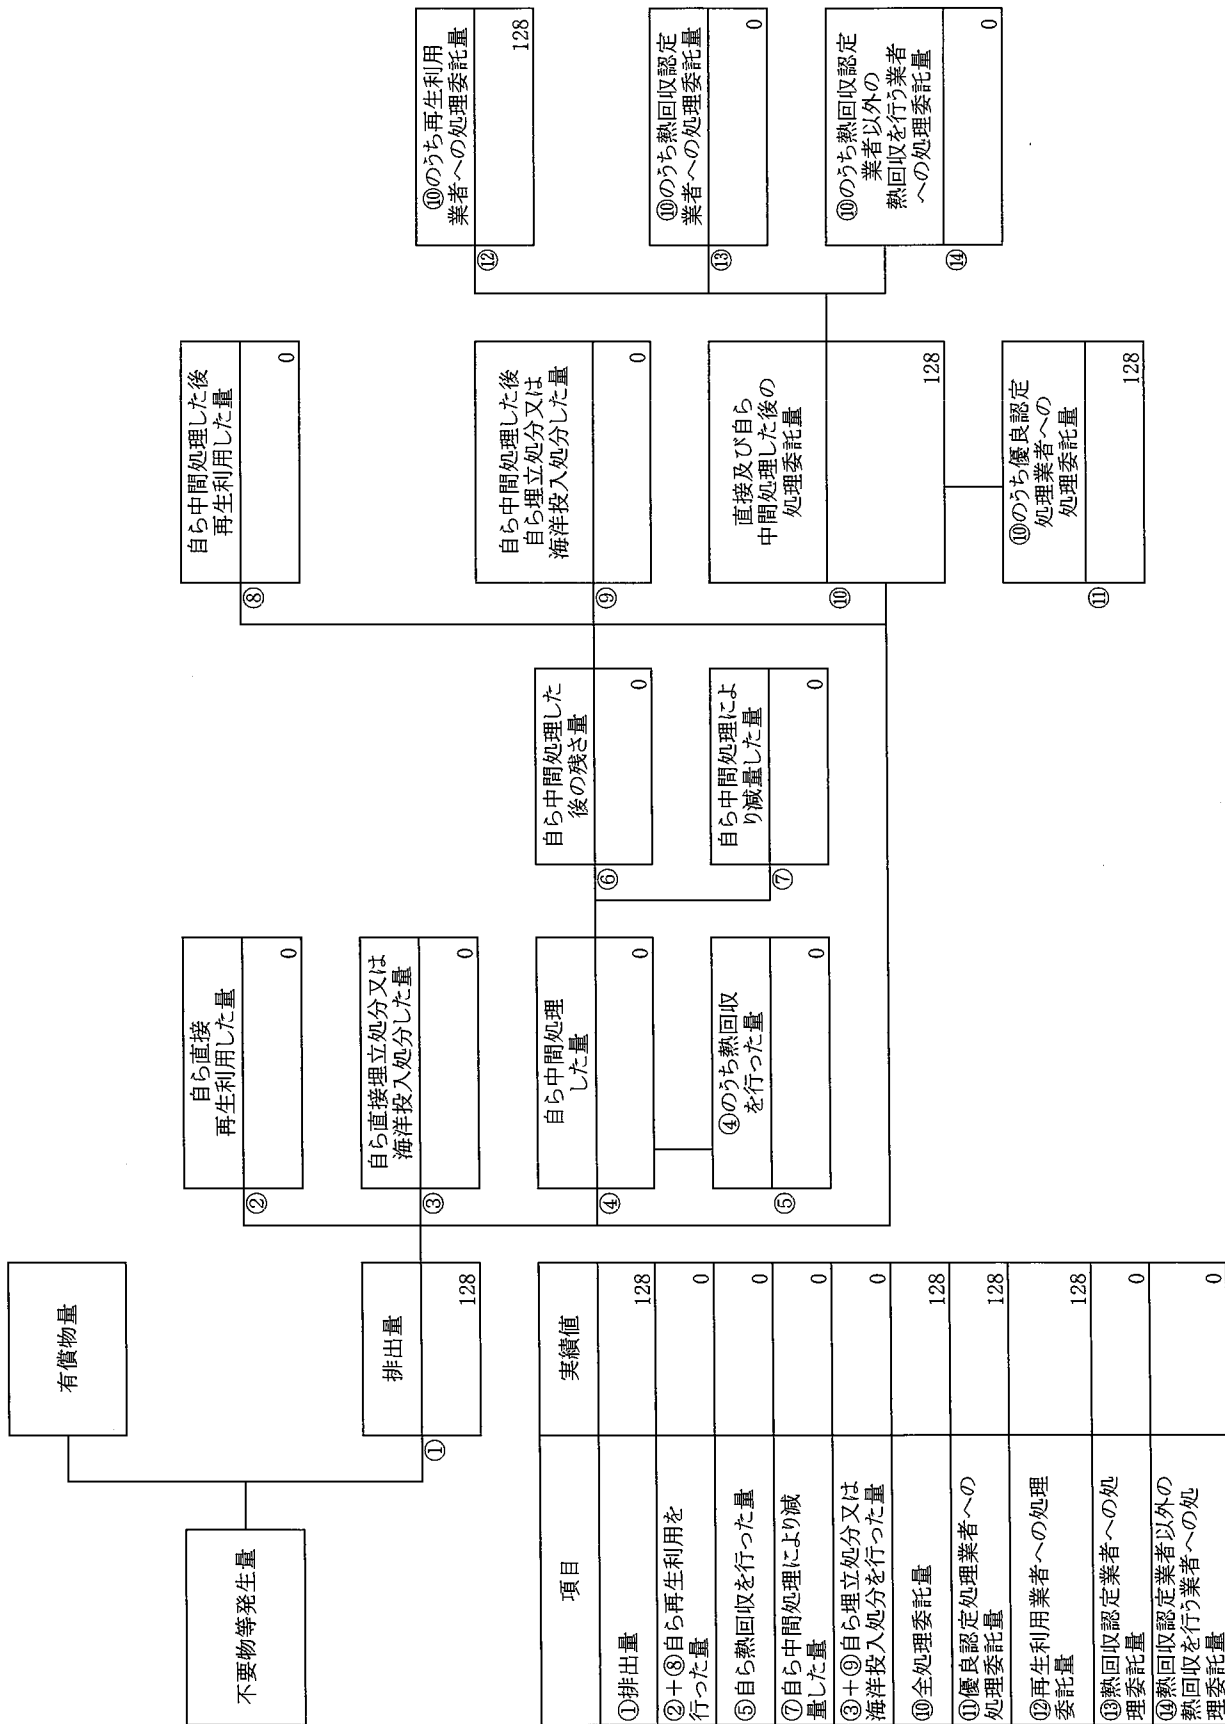 不要物等発生量
有償物量
①
排出量
128
②
自ら直接
再生利用した量
0
③
自ら直接埋立処分又は
海洋投入処分した量
0
④
自ら中間処理
した量
0
⑤
④のうち熱回収
を行った量
0
⑥
自ら中間処理した
後の残さ量
0
⑦
自ら中間処理によ
り減量した量
0
⑧
自ら中間処理した後
再生利用した量
0
⑨
自ら中間処理した後
自ら埋立処分又は
海洋投入処分した量
0
⑩
直接及び自ら
中間処理した後の
処理委託量
128
⑪
⑩のうち優良認定
処理業者への
処理委託量
128
⑫
⑩のうち再生利用
業者への処理委託量
128
⑬
⑩のうち熱回収認定
業者への処理委託量
0
⑭
⑩のうち熱回収認定
業者以外の
熱回収を行う業者
への処理委託量
0
項目 実績値
①排出量 128
②+⑧自ら再生利用を
行った量 0
⑤自ら熱回収を行った量 0
⑦自ら中間処理により減
量した量 0
③+⑨自ら埋立処分又は
海洋投入処分を行った量 0
⑩全処理委託量 128
⑪優良認定処理業者への
処理委託量 128
⑫再生利用業者への処理
委託量 128
⑬熱回収認定業者への処
理委託量 0
⑭熱回収認定業者以外の
熱回収を行う業者への処
理委託量 0